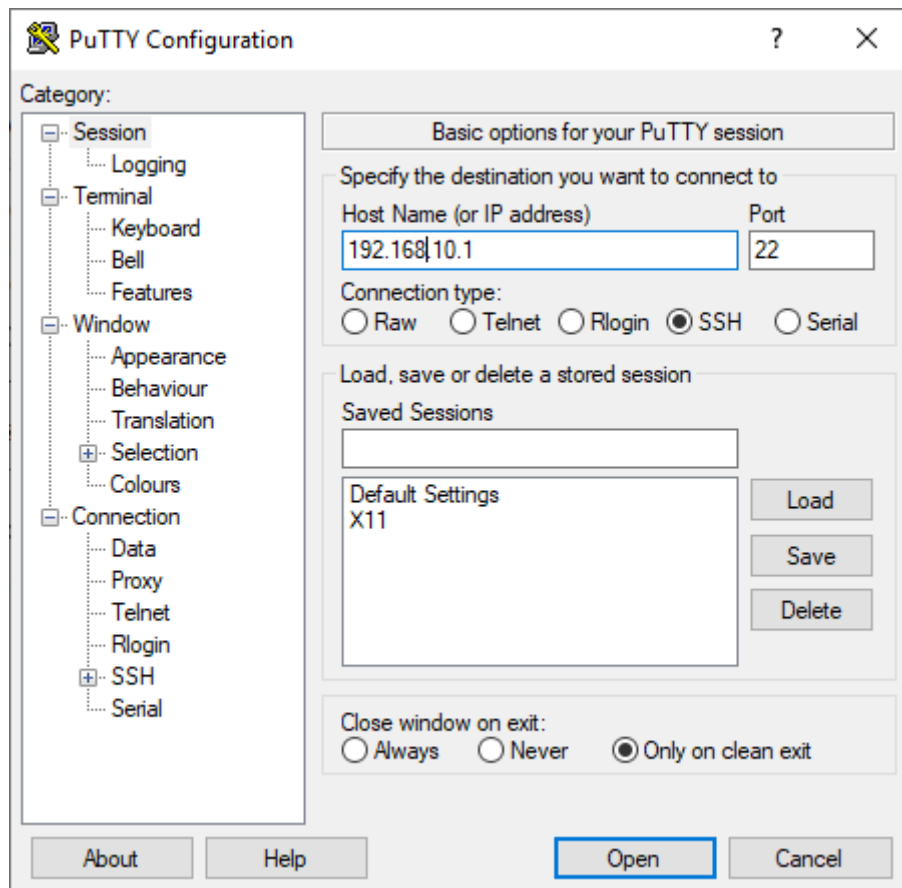 PuTTY Configuration
?
Category:
Session
Logging
Terminal
Keyboard
Bell
Features
Window
Appearance
Behaviour
Translation
Selection
Colours
Connection
Data
Proxy
Telnet
Rlogin
SSH
Serial
Basic options for your PuTTY session
Specify the destination you want to connect to
Host Name (or IP address) Port
192.168.10.1 22
Connection type:
Raw Telnet Rlogin SSH Serial
Load, save or delete a stored session
Saved Sessions
Default Settings
X11
Load
Save
Delete
Close window on exit:
Always Never Only on clean exit
About Help Open Cancel